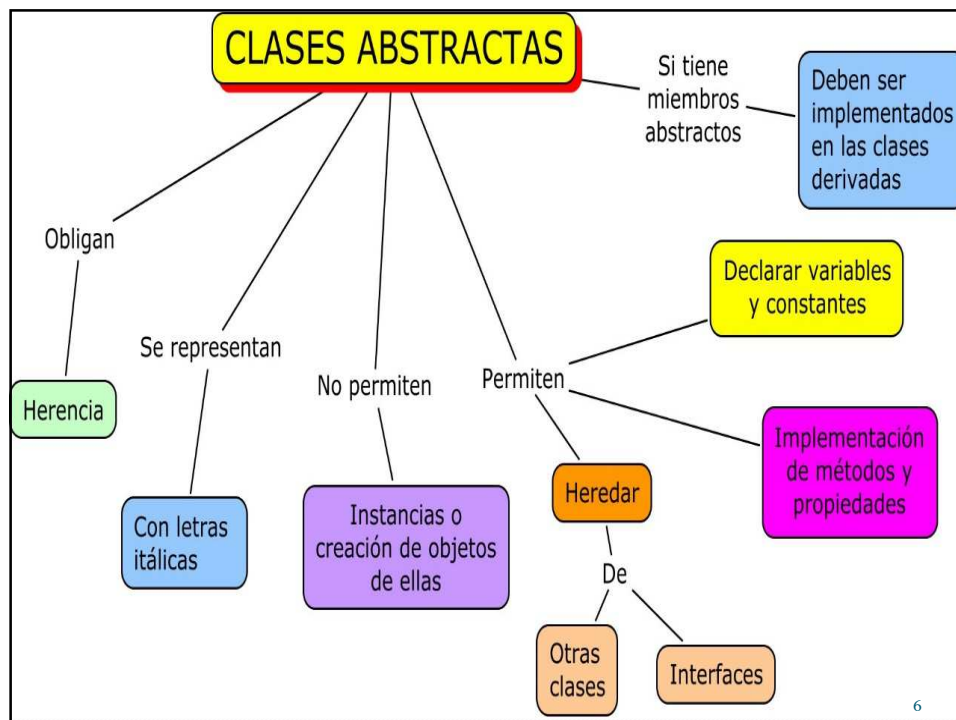 CLASES ABSTRACTAS
Si tiene
miembros
abstractos
Deben ser
implementados
en las clases
derivadas
Obligan
Herencia
Se representan
Con letras
itálicas
No permiten
Instancias o
creación de objetos
de ellas
Permiten
Declarar variables
y constantes
Implementación
de métodos y
propiedades
Heredar
De
Otras
clases
Interfaces
6